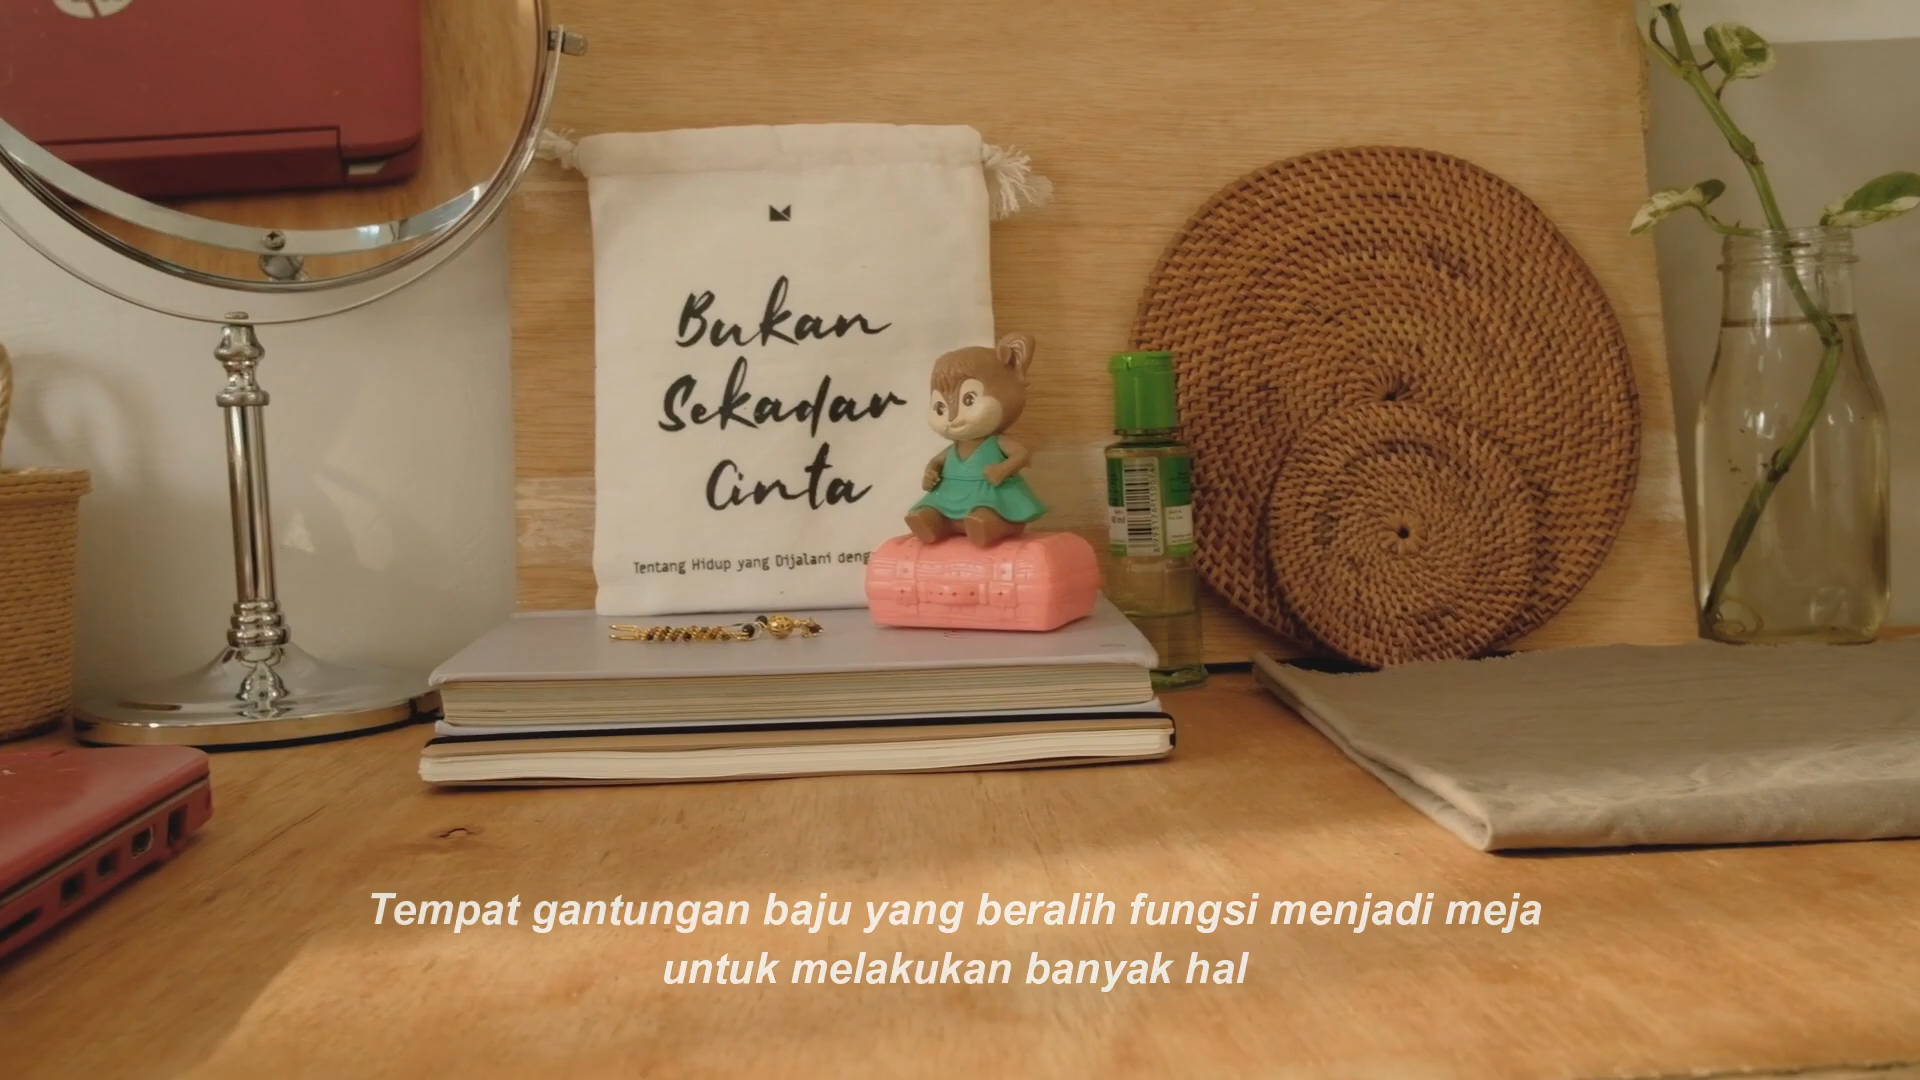 Bukan
Sekadar
Cinta
Tentang Hidup yang Dijalani deng
Tempat gantungan baju yang beralih fungsi menjadi meja
untuk melakukan banyak hal